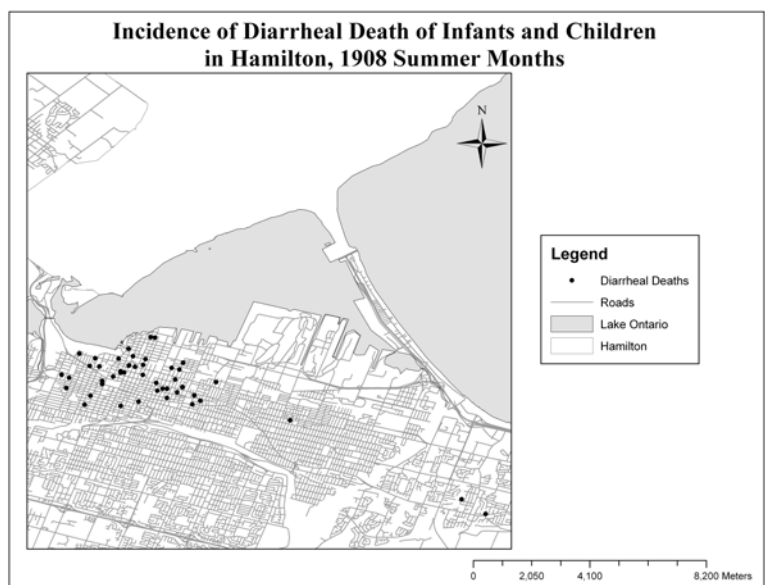 Incidence of Diarrheal Death of Infants and Children
in Hamilton, 1908 Summer Months
N
Legend
Diarrheal Deaths
Roads
Lake Ontario
Hamilton
0 2,050 4,100 8,200 Meters